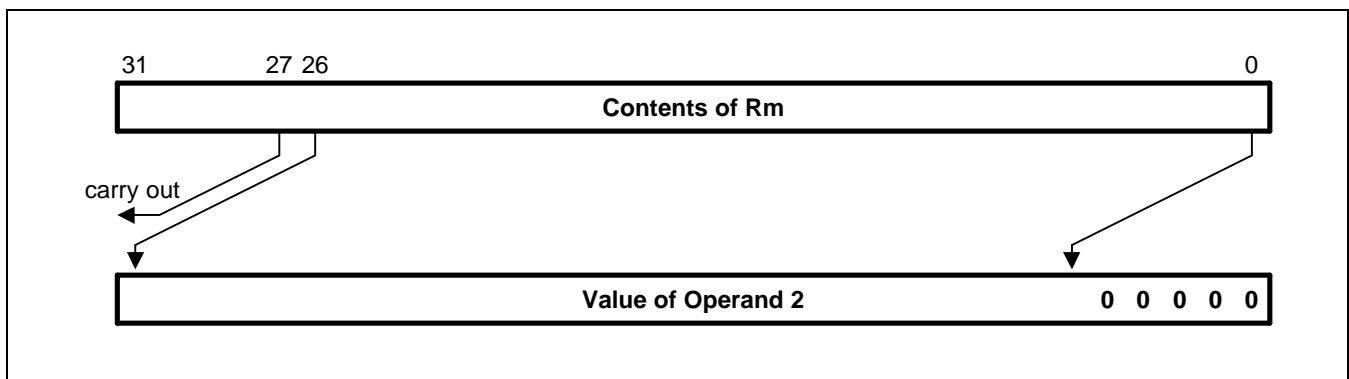 31 27 26 0
Contents of Rm
carry out
Value of Operand 2 0 0 0 0 0